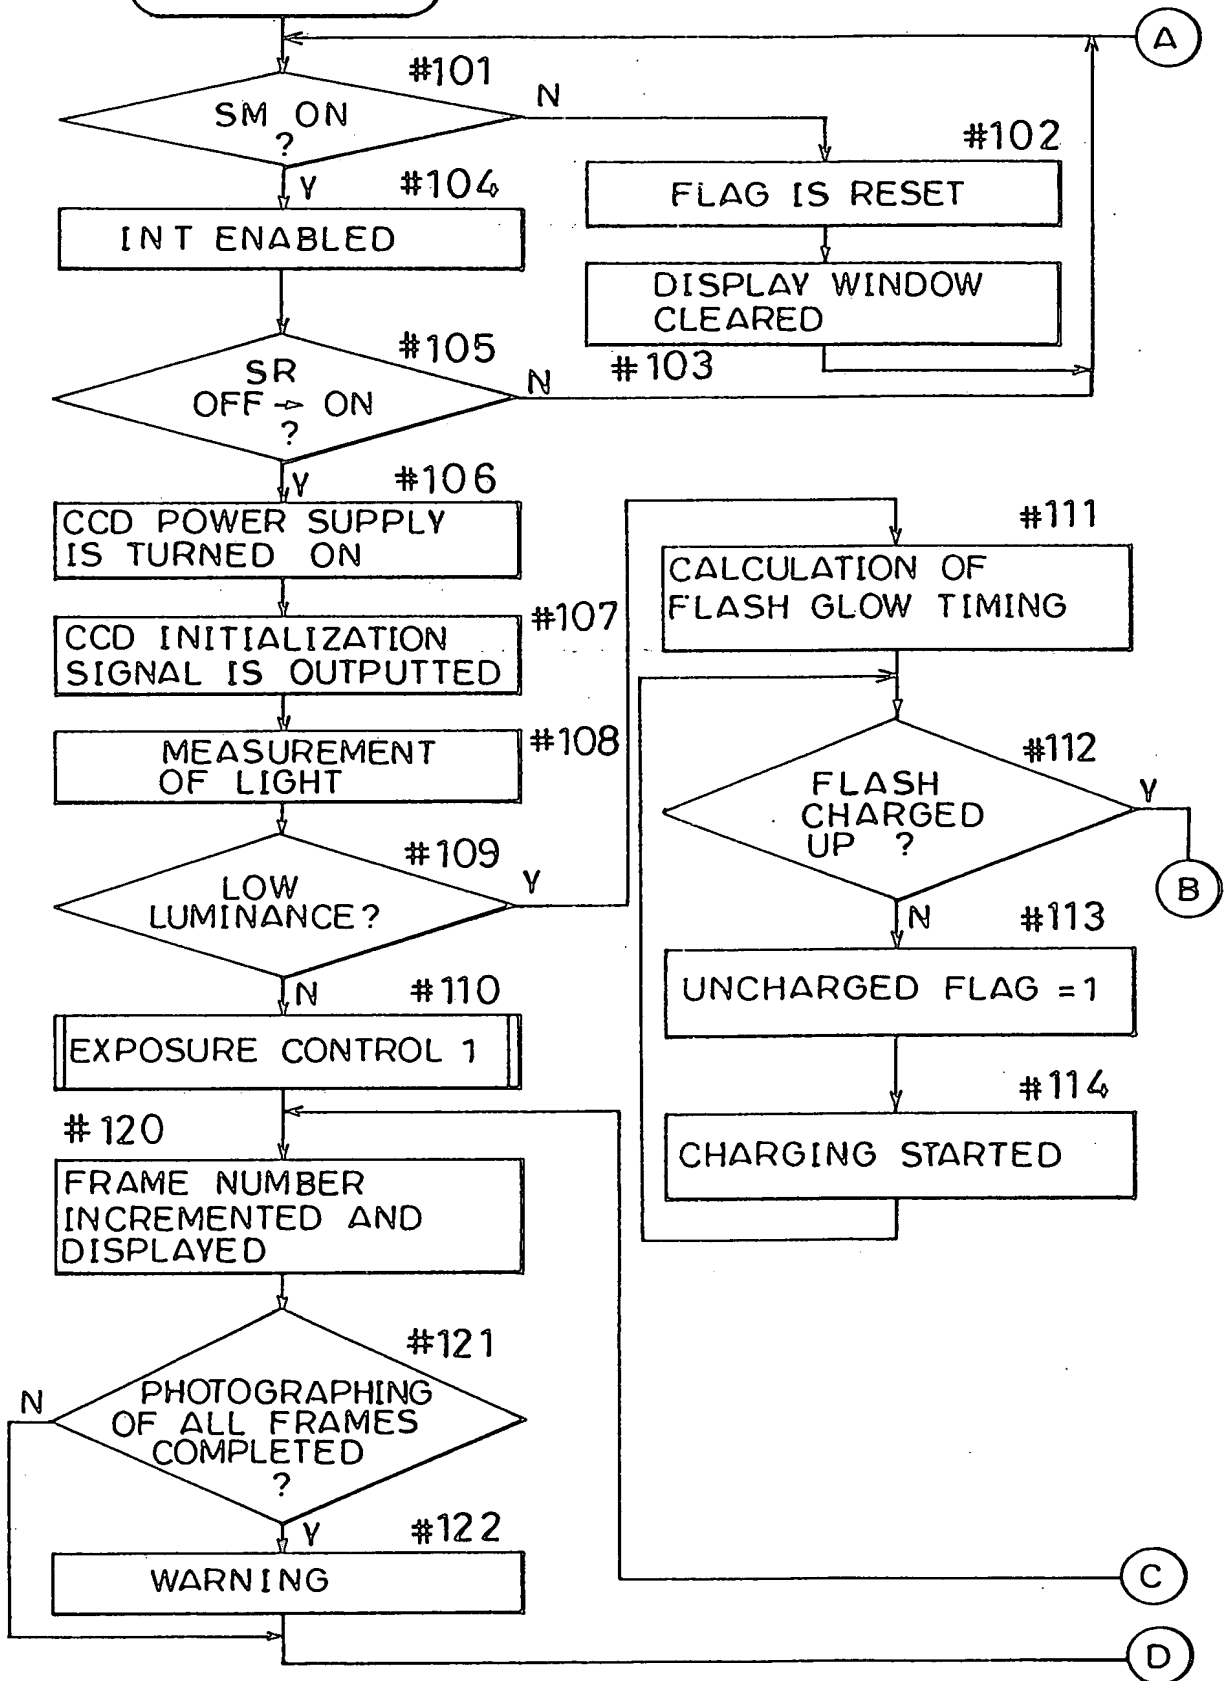 A
#101
SM ON
?
N
#102
FLAG IS RESET
Y
#104
INT ENABLED
DISPLAY WINDOW
CLEARED
#103
#105
SR
OFF → ON
?
N
Y
#106
CCD POWER SUPPLY
IS TURNED ON
#107
CCD INITIALIZATION
SIGNAL IS OUTPUTTED
#108
MEASUREMENT
OF LIGHT
#109
LOW
LUMINANCE?
Y
N
#110
EXPOSURE CONTROL 1
#111
CALCULATION OF
FLASH GLOW TIMING
#112
FLASH
CHARGED
UP ?
Y
B
N
#113
UNCHARGED FLAG = 1
#114
CHARGING STARTED
#120
FRAME NUMBER
INCREMENTED AND
DISPLAYED
#121
PHOTOGRAPHING
OF ALL FRAMES
COMPLETED
?
N
Y
#122
WARNING
C
D